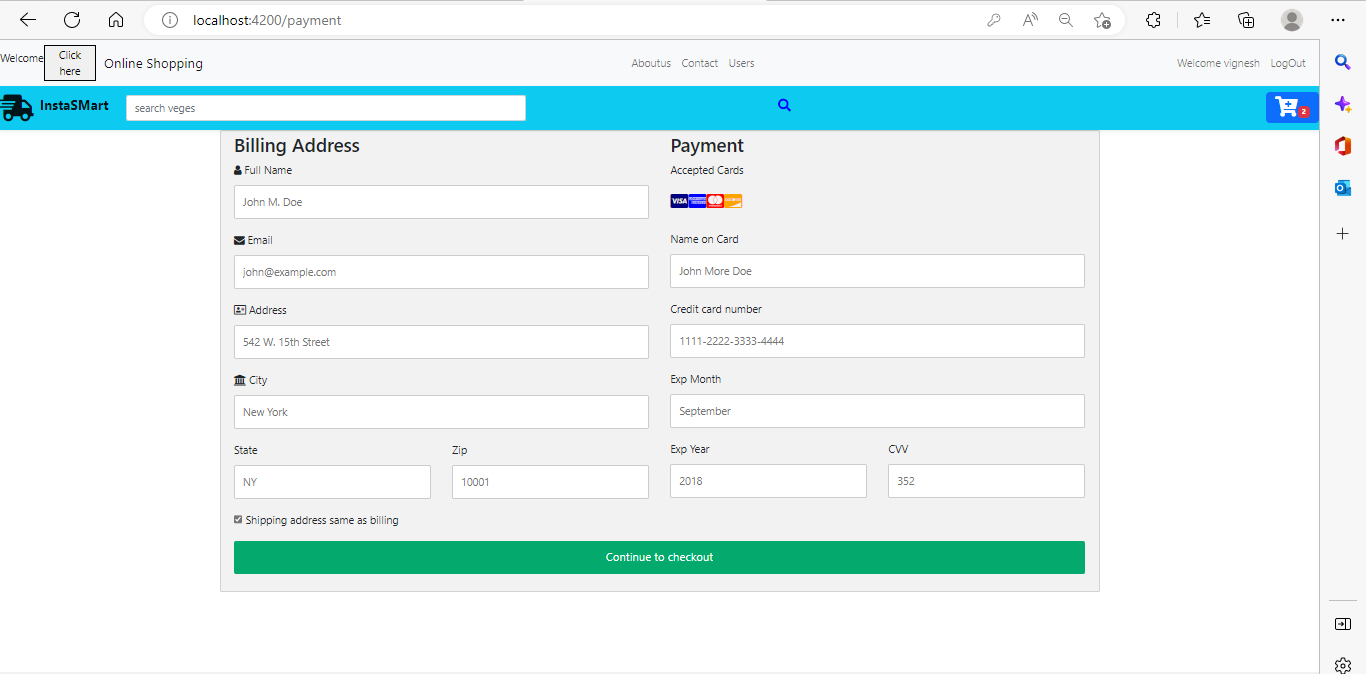 localhost:4200/payment
Welcome Click here Online Shopping Aboutus Contact Users Welcome vignesh LogOut
InstaSMart search veges 2
Billing Address Payment
Full Name Accepted Cards
John M. Doe VISA
Email Name on Card
john@example.com John More Doe
Address Credit card number
542 W. 15th Street 1111-2222-3333-4444
City Exp Month
New York September
State Zip Exp Year CVV
NY 10001 2018 352
Shipping address same as billing
Continue to checkout